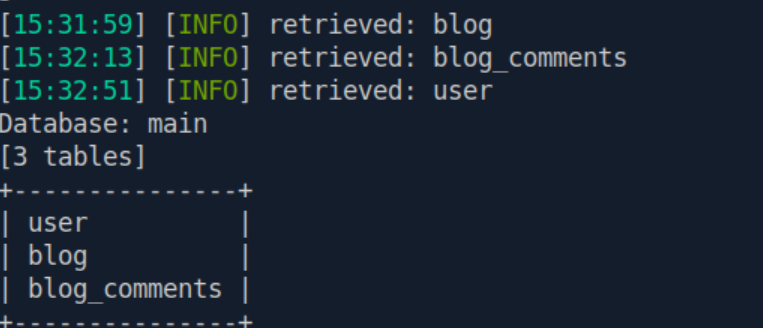 [15:31:59] [INFO] retrieved: blog
[15:32:13] [INFO] retrieved: blog_comments
[15:32:51] [INFO] retrieved: user
Database: main
[3 tables]
+---------------+
| user          |
| blog          |
| blog_comments |
+---------------+